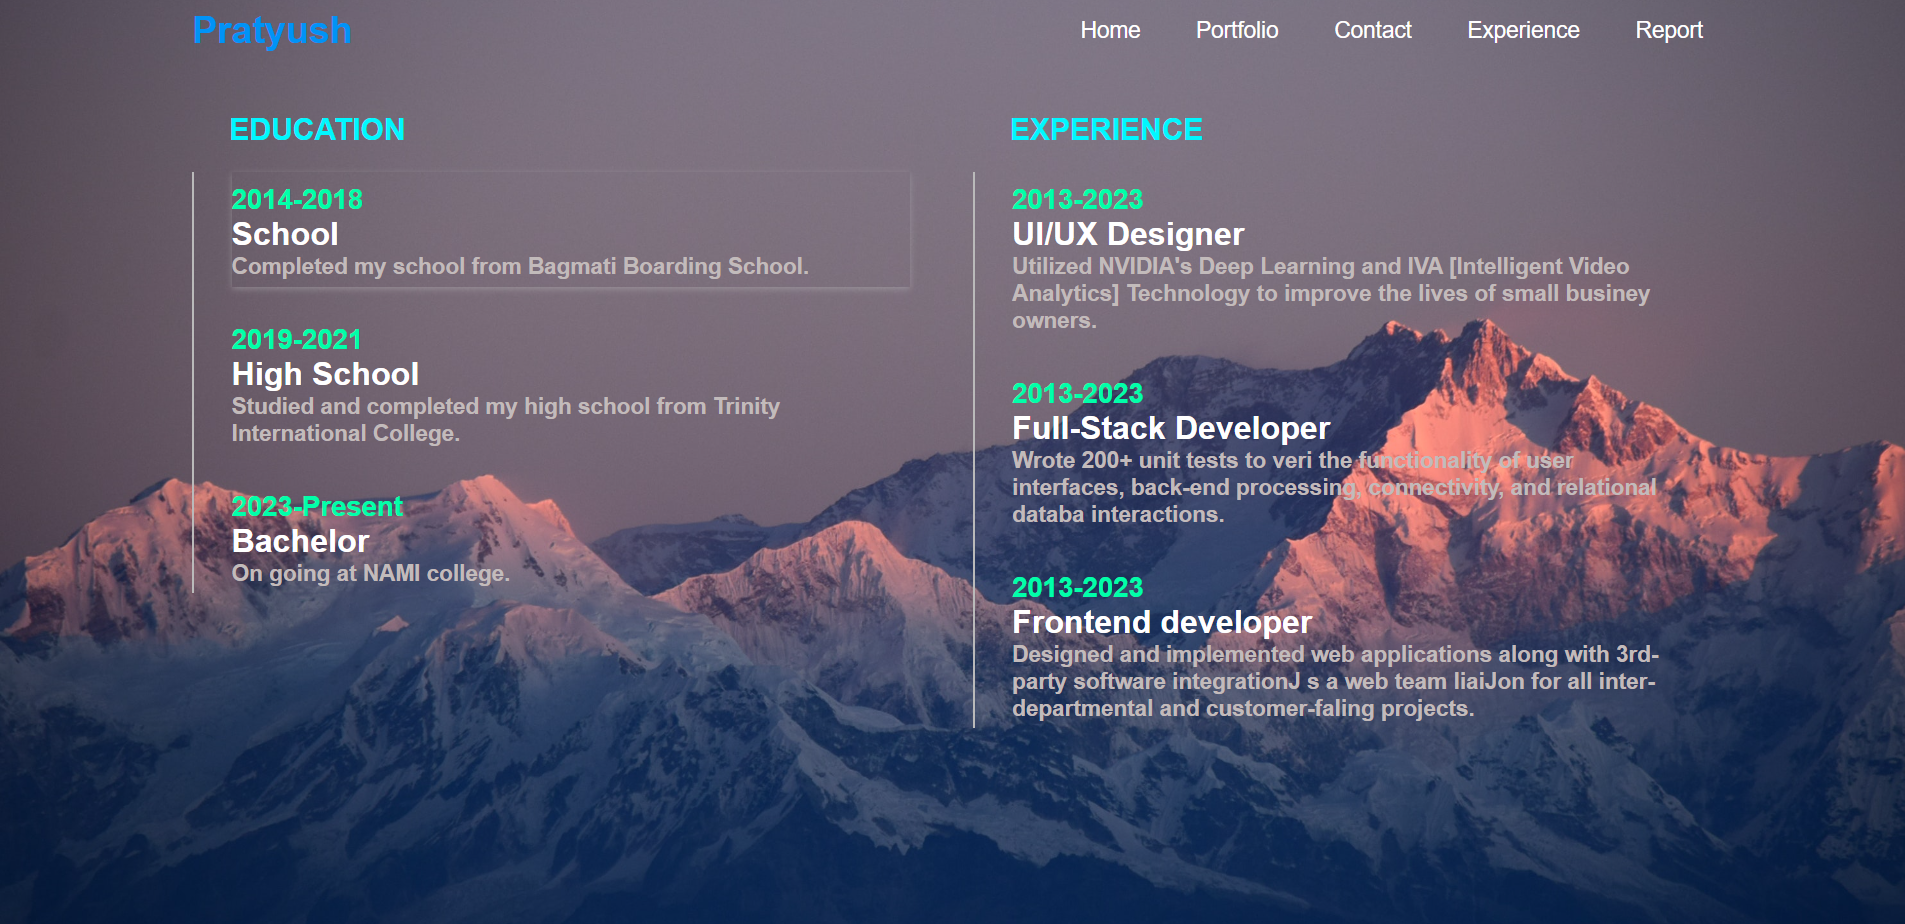 Pratyush
Home Portfolio Contact Experience Report
EDUCATION
2014-2018
School
Completed my school from Bagmati Boarding School.
2019-2021
High School
Studied and completed my high school from Trinity
International College.
2023-Present
Bachelor
On going at NAMI college.
EXPERIENCE
2013-2023
UI/UX Designer
Utilized NVIDIA's Deep Learning and IVA [Intelligent Video
Analytics] Technology to improve the lives of small businey
owners.
2013-2023
Full-Stack Developer
Wrote 200+ unit tests to veri the functionality of user
interfaces, back-end processing, connectivity, and relational
databa interactions.
2013-2023
Frontend developer
Designed and implemented web applications along with 3rd-
party software integrationJ s a web team liaiJon for all inter-
departmental and customer-faling projects.